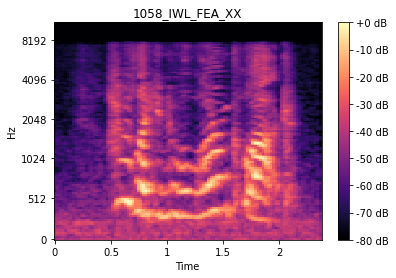 1058_IWL_FEA_XX
+0 dB
8192
-10 dB
4096
-20 dB
-30 dB
2048
Hz
-40 dB
1024
-50 dB
512
-60 dB
-70 dB
0
-80 dB
0 0.5 1 1.5 2
Time